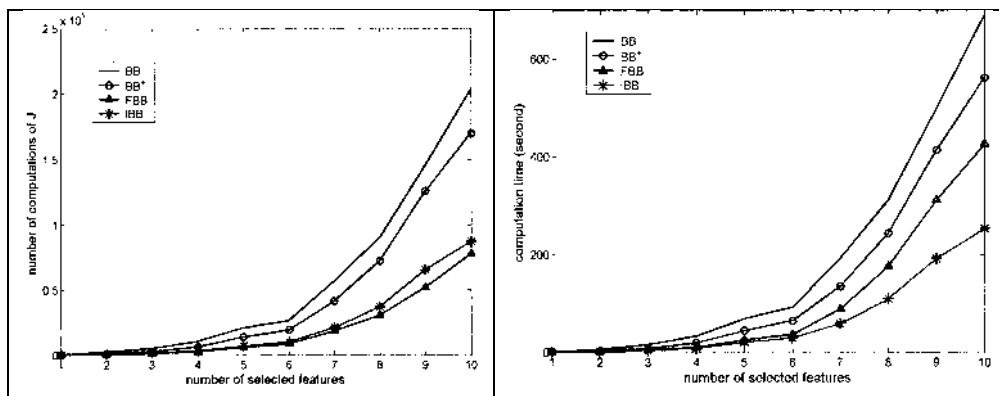 2.5 x 10
2
1.5
1
0.5
0
number of computations of J
BB
BB+
FBB
IBB
1 2 3 4 5 6 7 8 9 10
number of selected features
600
400
200
0
computation time (second)
BB
BB+
FBB
IBB
1 2 3 4 5 6 7 8 9 10
number of selected features